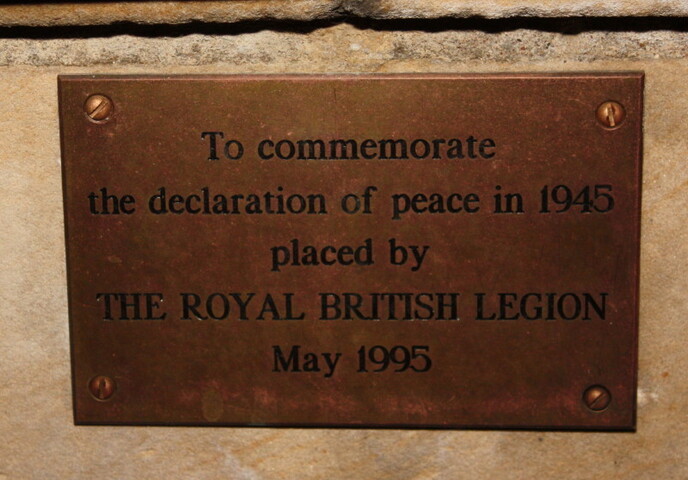 To commemorate
the declaration of peace in 1945
placed by
THE ROYAL BRITISH LEGION
May 1995